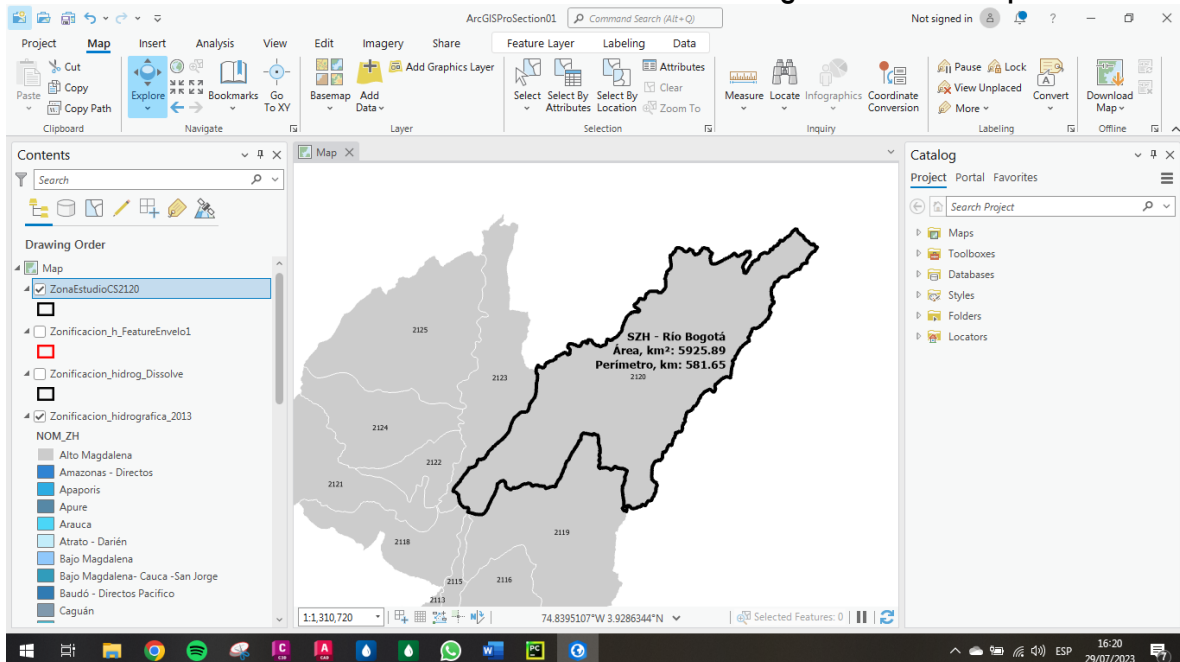 ArcGISProSection01
Command Search (Alt+Q)
Not signed in
?
Project Map Insert Analysis View Edit Imagery Share Feature Layer Labeling Data
Paste
Cut
Copy
Copy Path
Clipboard
Explore
Bookmarks
Go To XY
Navigate
Basemap
Add Data
Add Graphics Layer
Layer
Select
Select By Attributes
Select By Location
Attributes
Clear
Zoom To
Selection
Measure
Locate
Infographics
Coordinate Conversion
Inquiry
Pause
Lock
View Unplaced
More
Convert
Labeling
Download Map
Offline
Contents
Search
Drawing Order
Map
ZonaEstudioCS2120
Zonificacion_h_FeatureEnvelo1
Zonificacion_hidrog_Dissolve
Zonificacion_hidrografica_2013
NOM_ZH
Alto Magdalena
Amazonas - Directos
Apaporis
Apure
Arauca
Atrato - Darién
Bajo Magdalena
Bajo Magdalena- Cauca -San Jorge
Baudó - Directos Pacifico
Caguán
Map
2125
SZH - Río Bogotá
Área, km²: 5925.89
Perímetro, km: 581.65
2120
2123
2124
2122
2121
2119
2118
2115
2116
2113
1:1,310,720
74.8395107°W 3.9286344°N
Selected Features: 0
Catalog
Project Portal Favorites
Search Project
Maps
Toolboxes
Databases
Styles
Folders
Locators
ESP
16:20
29/07/2023